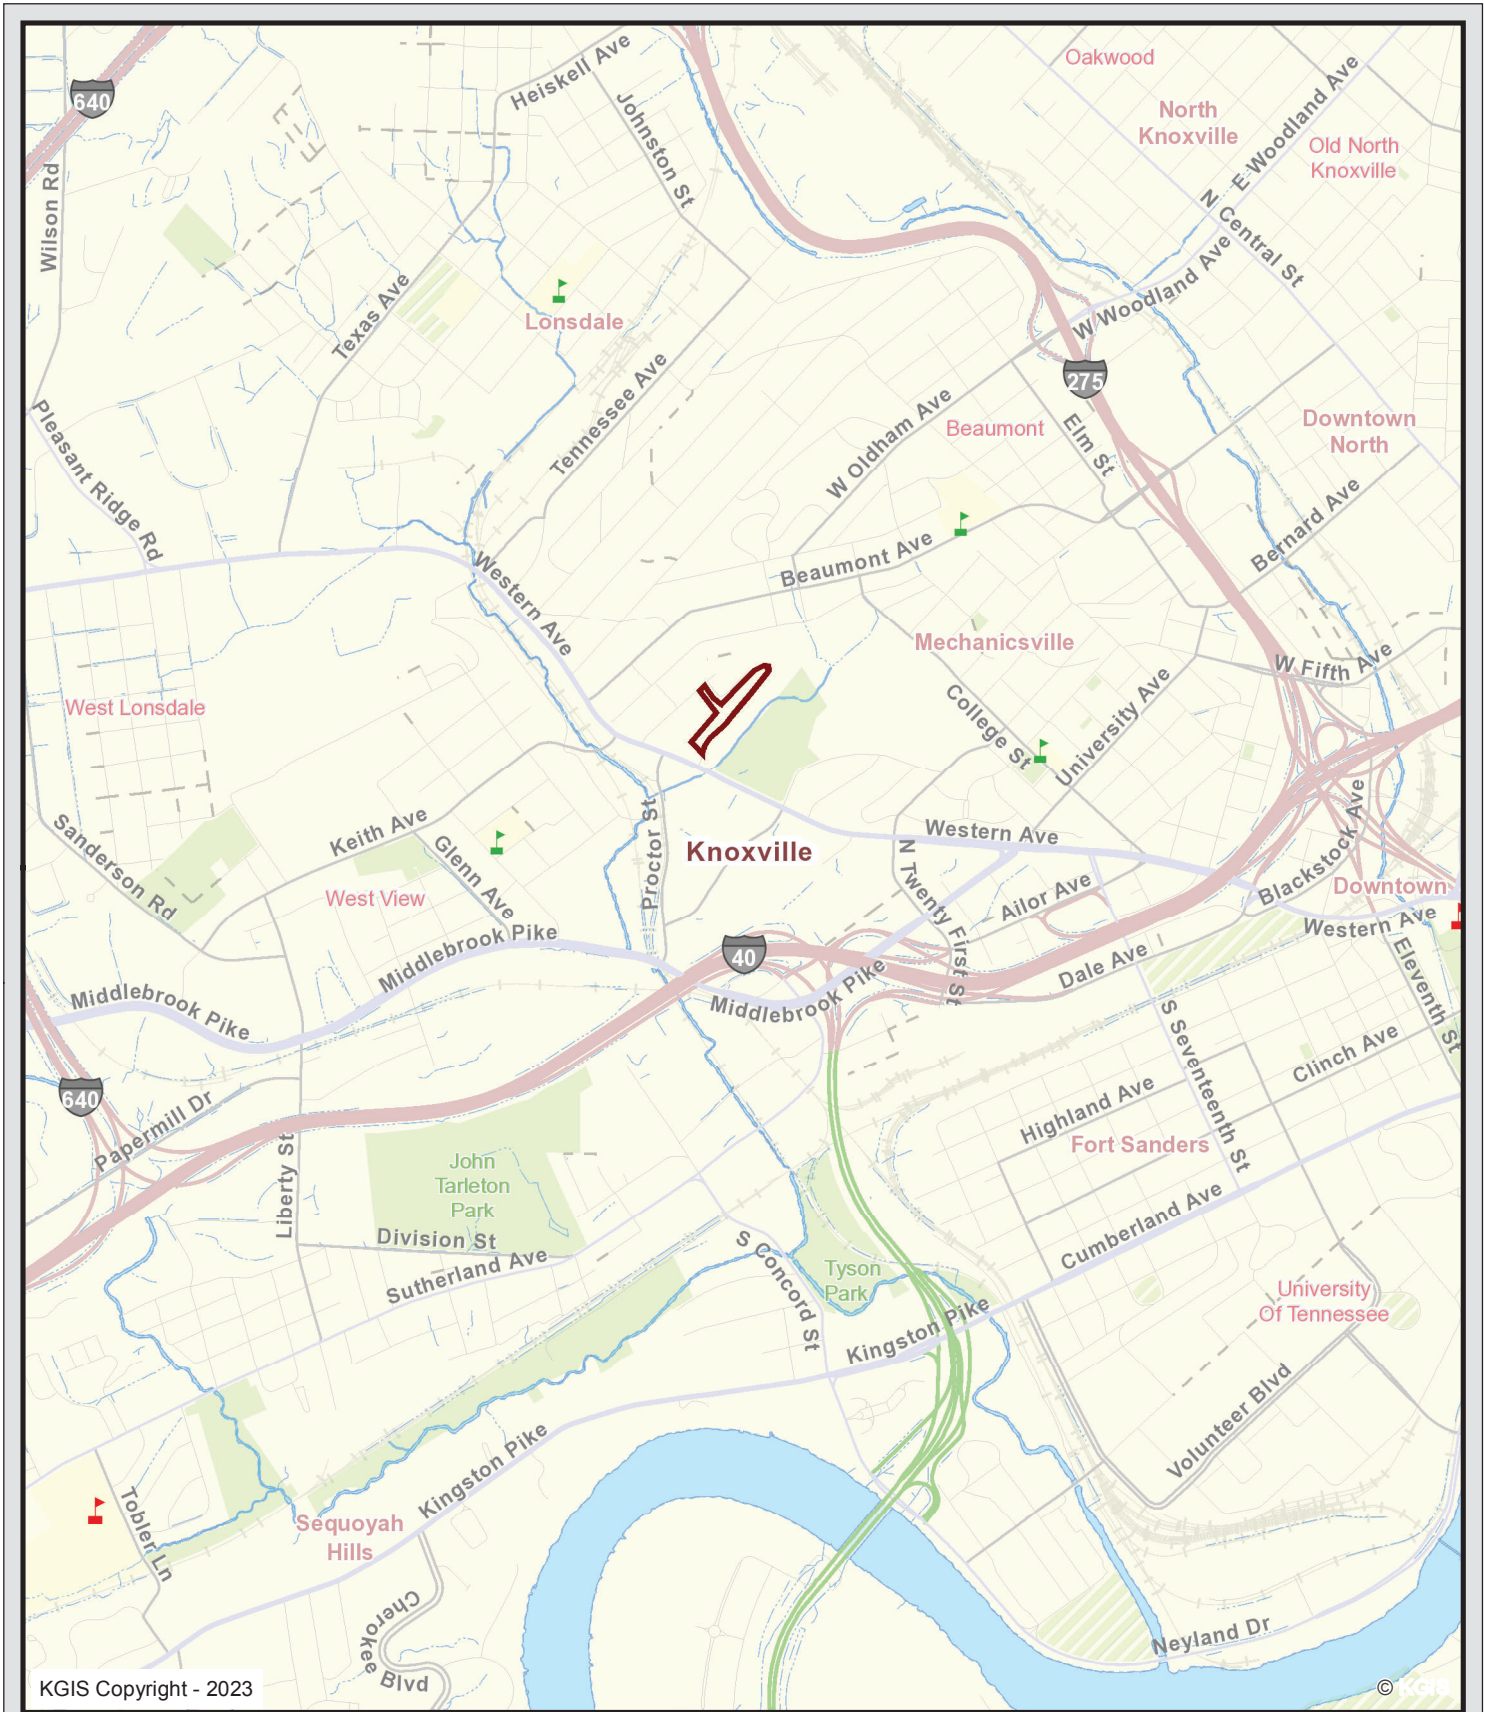 Oakwood
640
Heiskell Ave
Johnston St
North
Knoxville
E Woodland Ave
Old North
Knoxville
Wilson Rd
N Central St
W Woodland Ave
Texas Ave
Lonsdale
275
Tennessee Ave
W Oldham Ave
Beaumont
Elm St
Downtown
North
Pleasant Ridge Rd
Bernard Ave
Western Ave
Beaumont Ave
Mechanicsville
W Fifth Ave
West Lonsdale
College St
University Ave
Sanderson Rd
Keith Ave
Glenn Ave
Proctor St
Knoxville
Western Ave
N Twenty First St
Ailor Ave
Blackstock Ave
Downtown
West View
Western Ave
Middlebrook Pike
40
Dale Ave
Eleventh St
Middlebrook Pike
Middlebrook Pike
S Seventeenth St
Clinch Ave
640
Papermill Dr
Highland Ave
Fort Sanders
Liberty St
John
Tarleton
Park
Division St
Sutherland Ave
S Concord St
Tyson
Park
Cumberland Ave
University
Of Tennessee
Kingston Pike
Volunteer Blvd
Kingston Pike
Tobler Ln
Sequoyah
Hills
Cherokee Blvd
Neyland Dr
KGIS Copyright - 2023
© KGIS